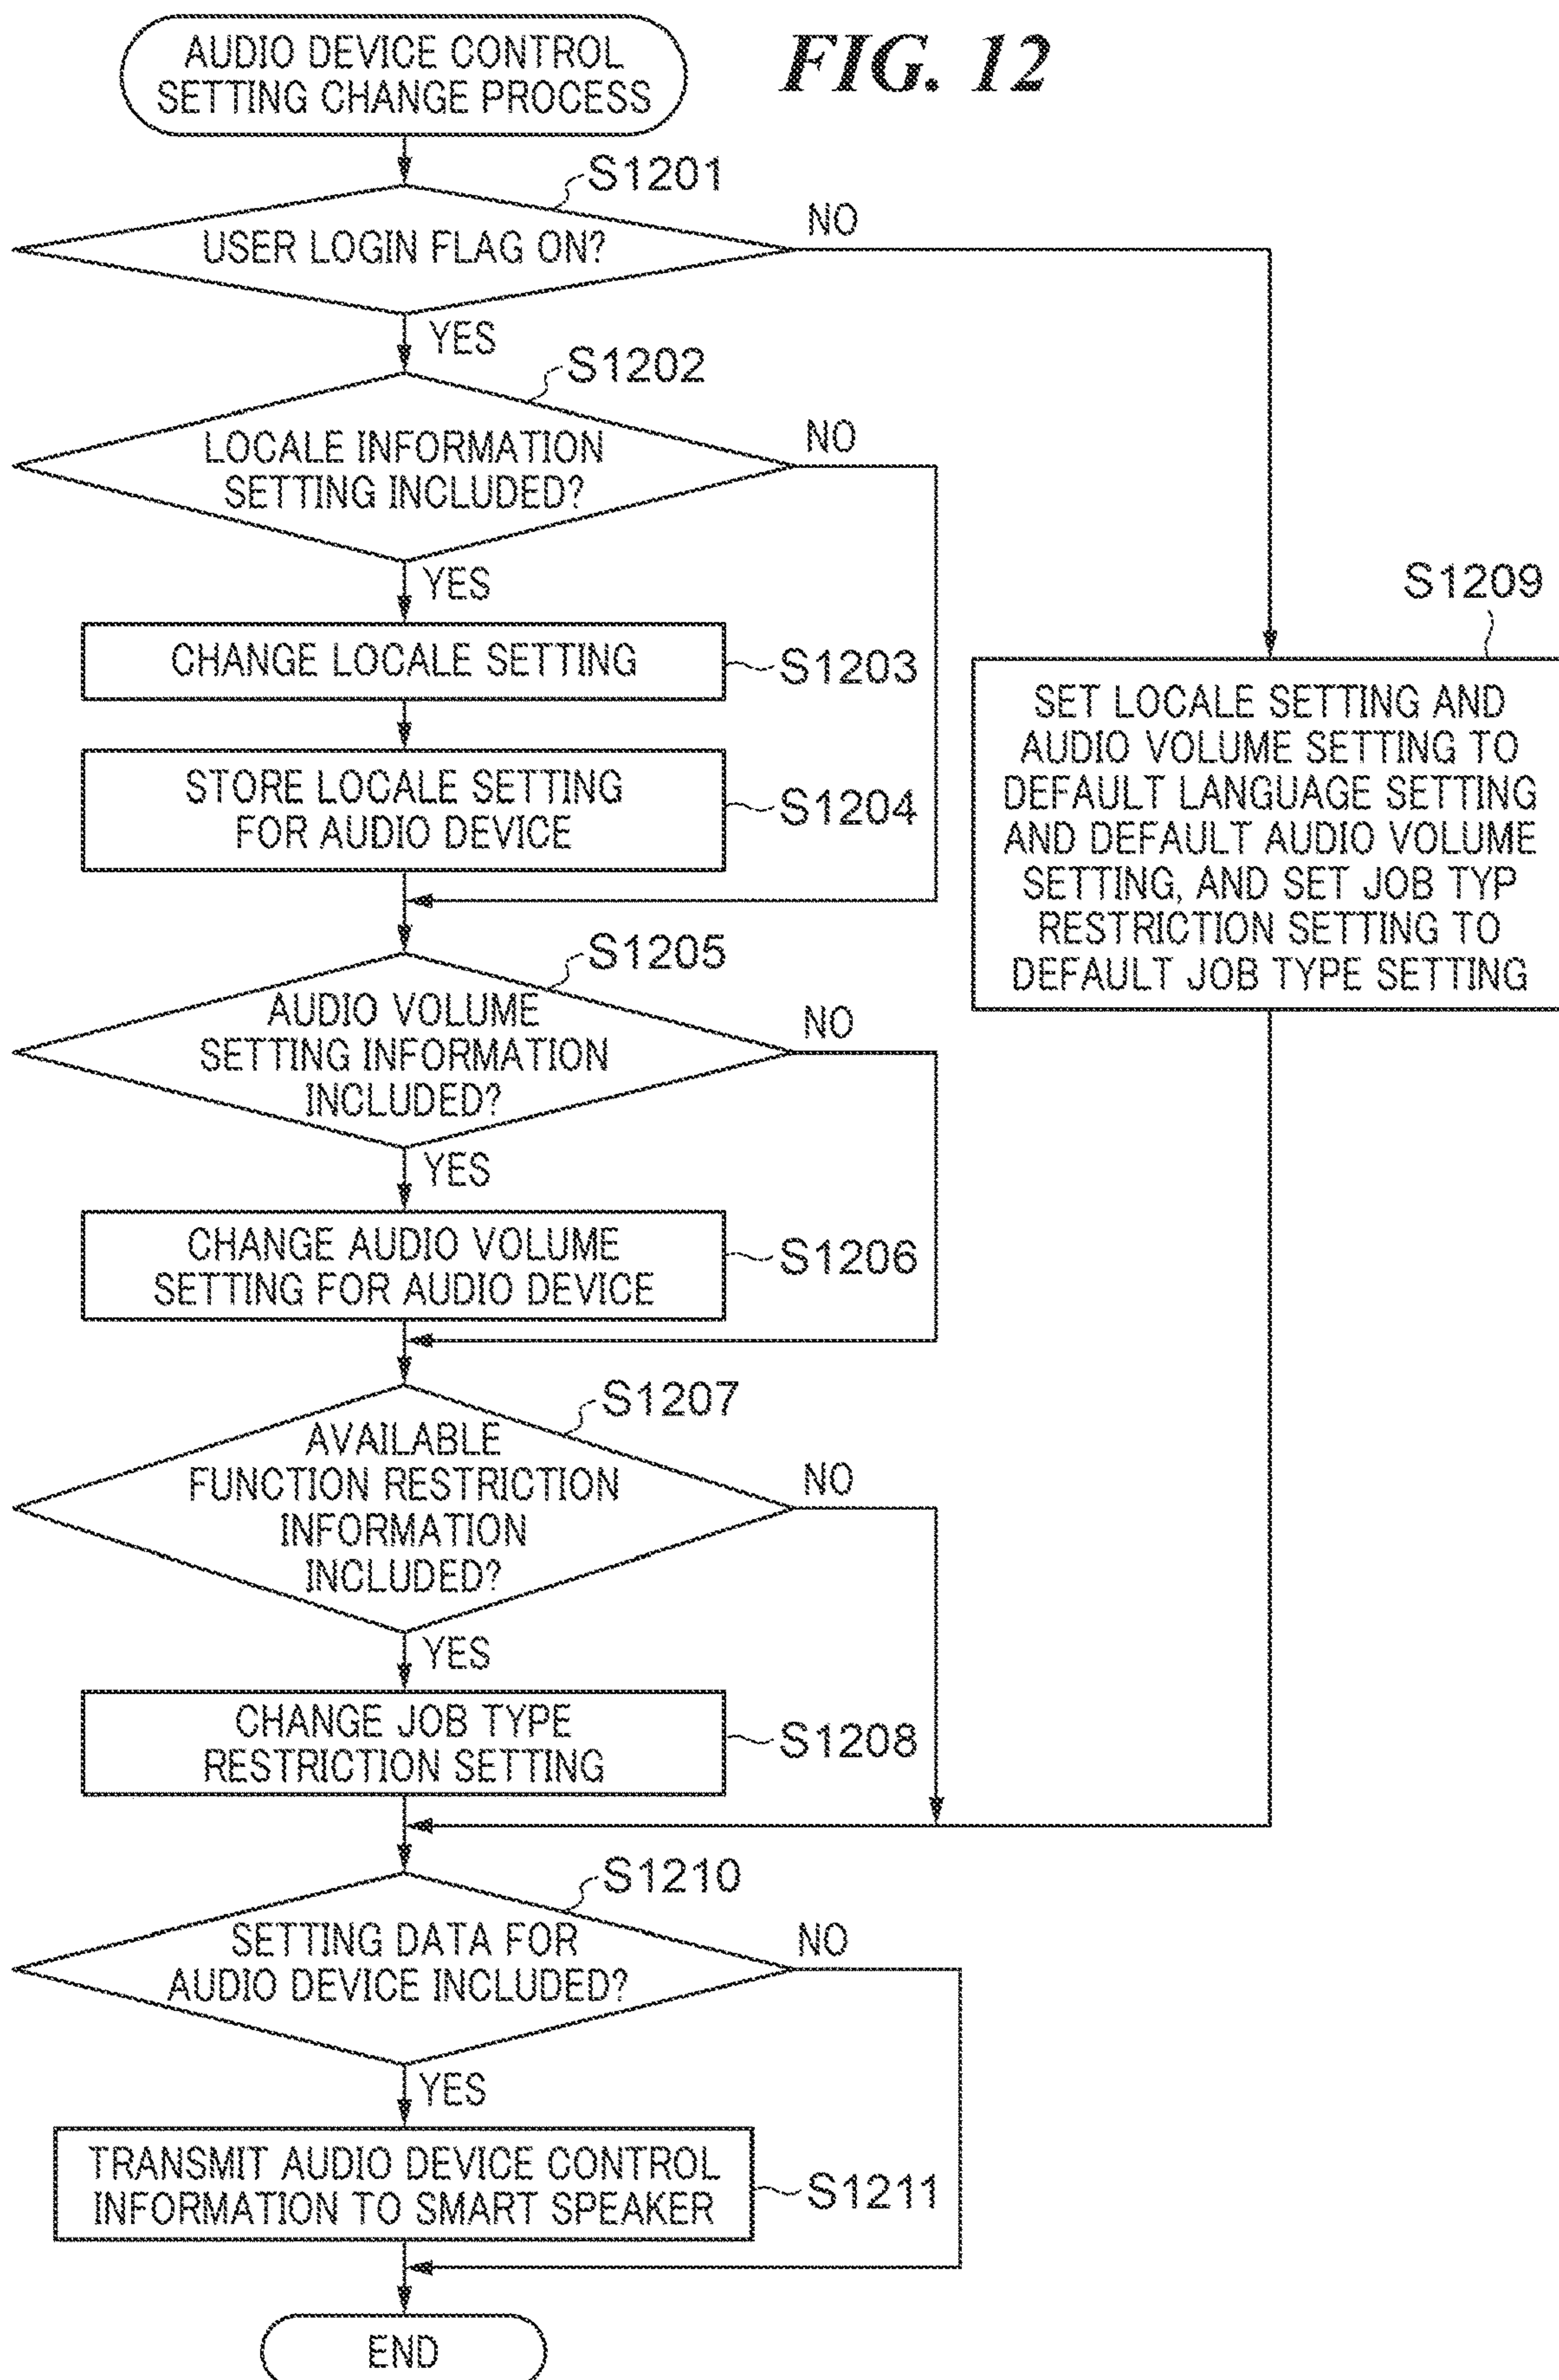 FIG. 12
AUDIO DEVICE CONTROL
SETTING CHANGE PROCESS
S1201
USER LOGIN FLAG ON?
NO
YES
S1202
LOCALE INFORMATION
SETTING INCLUDED?
NO
YES
CHANGE LOCALE SETTING
S1203
STORE LOCALE SETTING
FOR AUDIO DEVICE
S1204
S1209
SET LOCALE SETTING AND
AUDIO VOLUME SETTING TO
DEFAULT LANGUAGE SETTING
AND DEFAULT AUDIO VOLUME
SETTING, AND SET JOB TYP
RESTRICTION SETTING TO
DEFAULT JOB TYPE SETTING
S1205
AUDIO VOLUME
SETTING INFORMATION
INCLUDED?
NO
YES
CHANGE AUDIO VOLUME
SETTING FOR AUDIO DEVICE
S1206
S1207
AVAILABLE
FUNCTION RESTRICTION
INFORMATION
INCLUDED?
NO
YES
CHANGE JOB TYPE
RESTRICTION SETTING
S1208
S1210
SETTING DATA FOR
AUDIO DEVICE INCLUDED?
NO
YES
TRANSMIT AUDIO DEVICE CONTROL
INFORMATION TO SMART SPEAKER
S1211
END